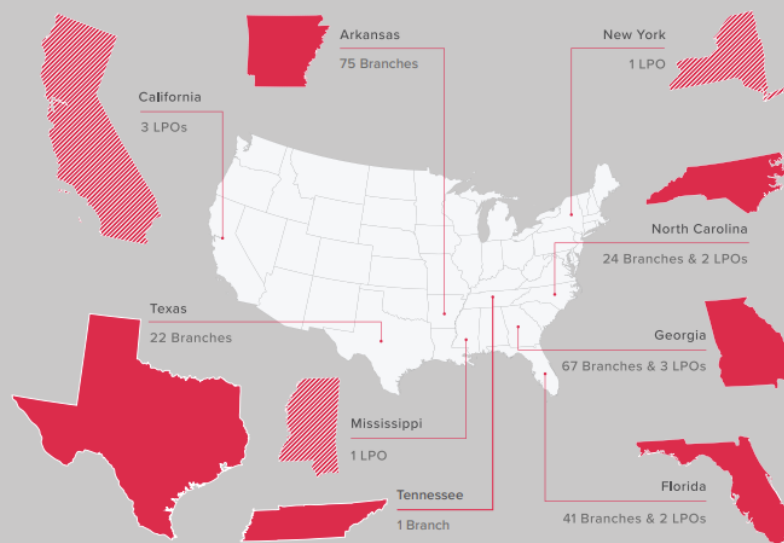 Arkansas
75 Branches
New York
1 LPO
California
3 LPOs
North Carolina
24 Branches & 2 LPOs
Texas
22 Branches
Georgia
67 Branches & 3 LPOs
Mississippi
1 LPO
Tennessee
1 Branch
Florida
41 Branches & 2 LPOs